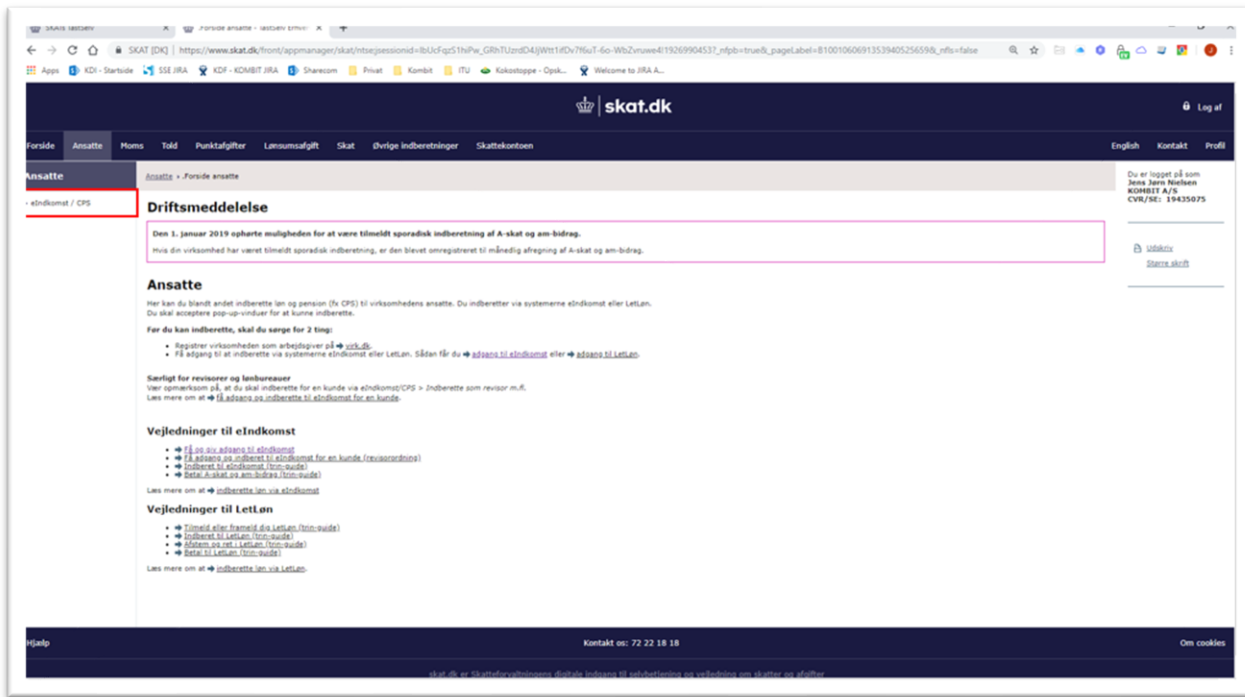 .Forside ansatte -
SKAT [DK] | https://www.skat.dk/front/appmanager/skat/
Apps KDI - Startside SSE JIRA KDF - KOMBIT JIRA Sharecom Privat Kombit ITU Kokostoppe - Opsk... Welcome to JIRA A...
skat.dk
Log af
Forside Ansatte Moms Told Punktafgifter Lønsumsafgift Skat Øvrige indberetninger Skattekontoen English Kontakt Profil
Ansatte
eIndkomst / CPS
Ansatte › .Forside ansatte
Driftsmeddelelse
Den 1. januar 2019 ophørte muligheden for at være tilmeldt sporadisk indberetning af A-skat og am-bidrag.
Hvis din virksomhed har været tilmeldt sporadisk indberetning, er den blevet omregistreret til månedlig afregning af A-skat og am-bidrag.
Ansatte
Her kan du blandt andet indberette løn og pension (fx CPS) til virksomhedens ansatte. Du indberetter via systemerne eIndkomst eller LetLøn.
Du skal acceptere pop-up-vinduer for at kunne indberette.
Før du kan indberette, skal du sørge for 2 ting:
• Registrer virksomheden som arbejdsgiver på virk.dk.
• Få adgang til at indberette via systemerne eIndkomst eller LetLøn. Sådan får du adgang til eIndkomst eller adgang til LetLøn.
Særligt for revisorer og lønbureauer
Vær opmærksom på, at du skal indberette for en kunde via eIndkomst/CPS > Indberette som revisor m.fl.
Læs mere om at få adgang og indberette til eIndkomst for en kunde.
Vejledninger til eIndkomst
• Få og giv adgang til eIndkomst
• Få adgang og indberet til eIndkomst for en kunde (revisorordning)
• Indberet til eIndkomst (trin-guide)
• Betal A-skat og am-bidrag (trin-guide)
Læs mere om at indberette løn via eIndkomst
Vejledninger til LetLøn
• Tilmeld eller frameld dig LetLøn (trin-guide)
• Indberet til LetLøn (trin-guide)
• Afstem og ret i LetLøn (trin-guide)
• Betal til LetLøn (trin-guide)
Læs mere om at indberette løn via LetLøn.
Du er logget på som
Jens Jørn Nielsen
KOMBIT A/S
CVR/SE: 19435075
Udskriv
Større skrift
Hjælp Kontakt os: 72 22 18 18 Om cookies
skat.dk er Skatteforvaltningens digitale indgang til selvbetjening og vejledning om skatter og afgifter